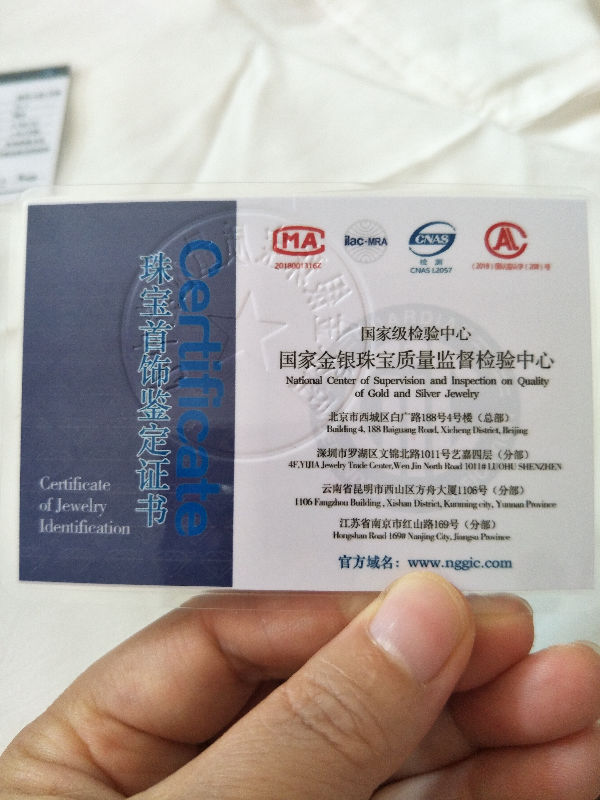 珠宝首饰鉴定证书
Certificate
Certificate
of Jewelry
Identification
MA
2018001316Z
ilac-MRA
CNAS
检测
CNAS L2057
国家级检验中心
国家金银珠宝质量监督检验中心
National Center of Supervision and Inspection on Quality
of Gold and Silver Jewelry
北京市西城区白广路188号4号楼（总部）
Building 4, 188 Baiguang Road, Xicheng District, Beijing
深圳市罗湖区文锦北路1011号艺嘉四层（分部）
4F,YIJIA Jewelry Trade Center,Wen Jin North Road 1011# LUOHU SHENZHEN
云南省昆明市西山区方舟大厦1106号（分部）
1106 Fangzhou Building , Xishan District, Kunming city, Yunnan Province
江苏省南京市红山路169号（分部）
Hongshan Road 169# Nanjing City, Jiangsu Province
官方域名：www.nggic.com